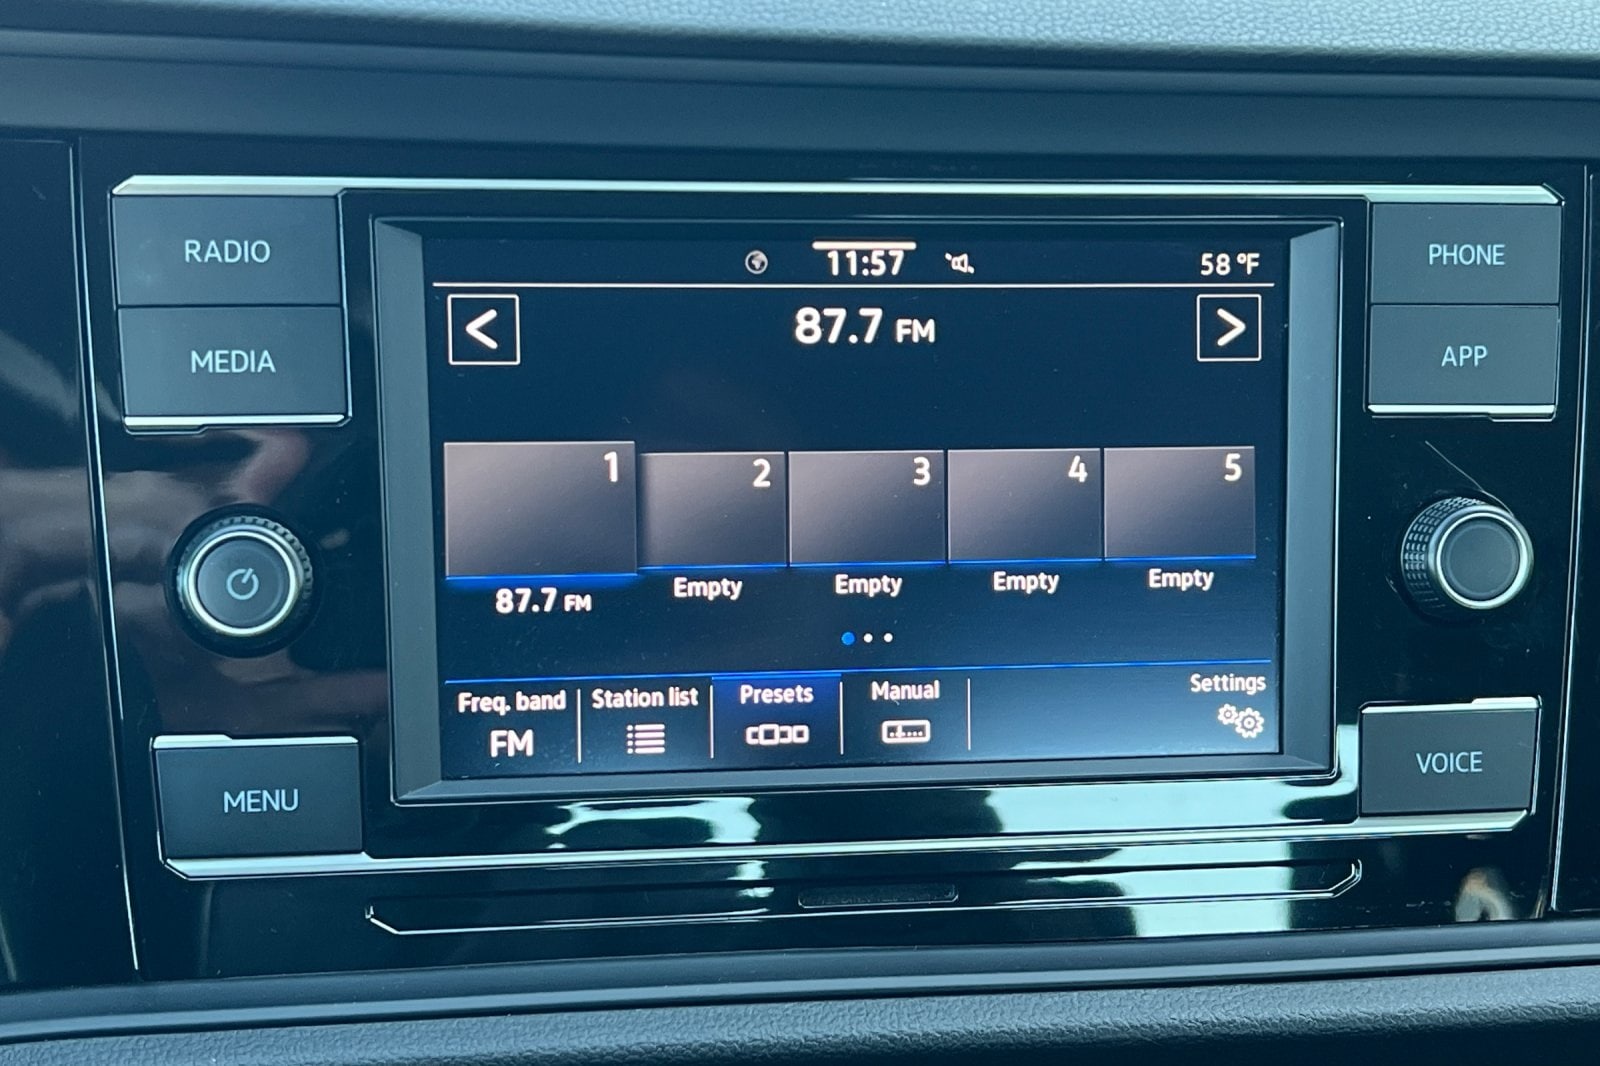 RADIO
MEDIA
MENU
11:57
58 °F
<
87.7 FM
>
1
2
3
4
5
87.7 FM
Empty
Empty
Empty
Empty
Freq. band
FM
Station list
Presets
Manual
Settings
PHONE
APP
VOICE